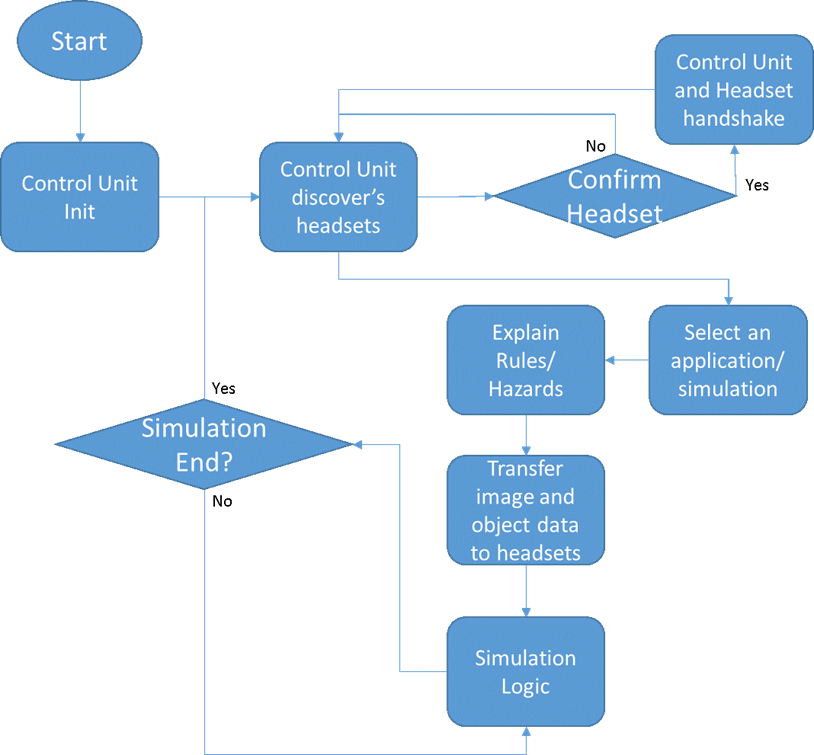 Start
Control Unit
Init
Control Unit
discover's
headsets
No
Confirm
Headset
Yes
Control Unit
and Headset
handshake
Select an
application/
simulation
Explain
Rules/
Hazards
Transfer
image and
object data
to headsets
Simulation
Logic
Yes
Simulation
End?
No